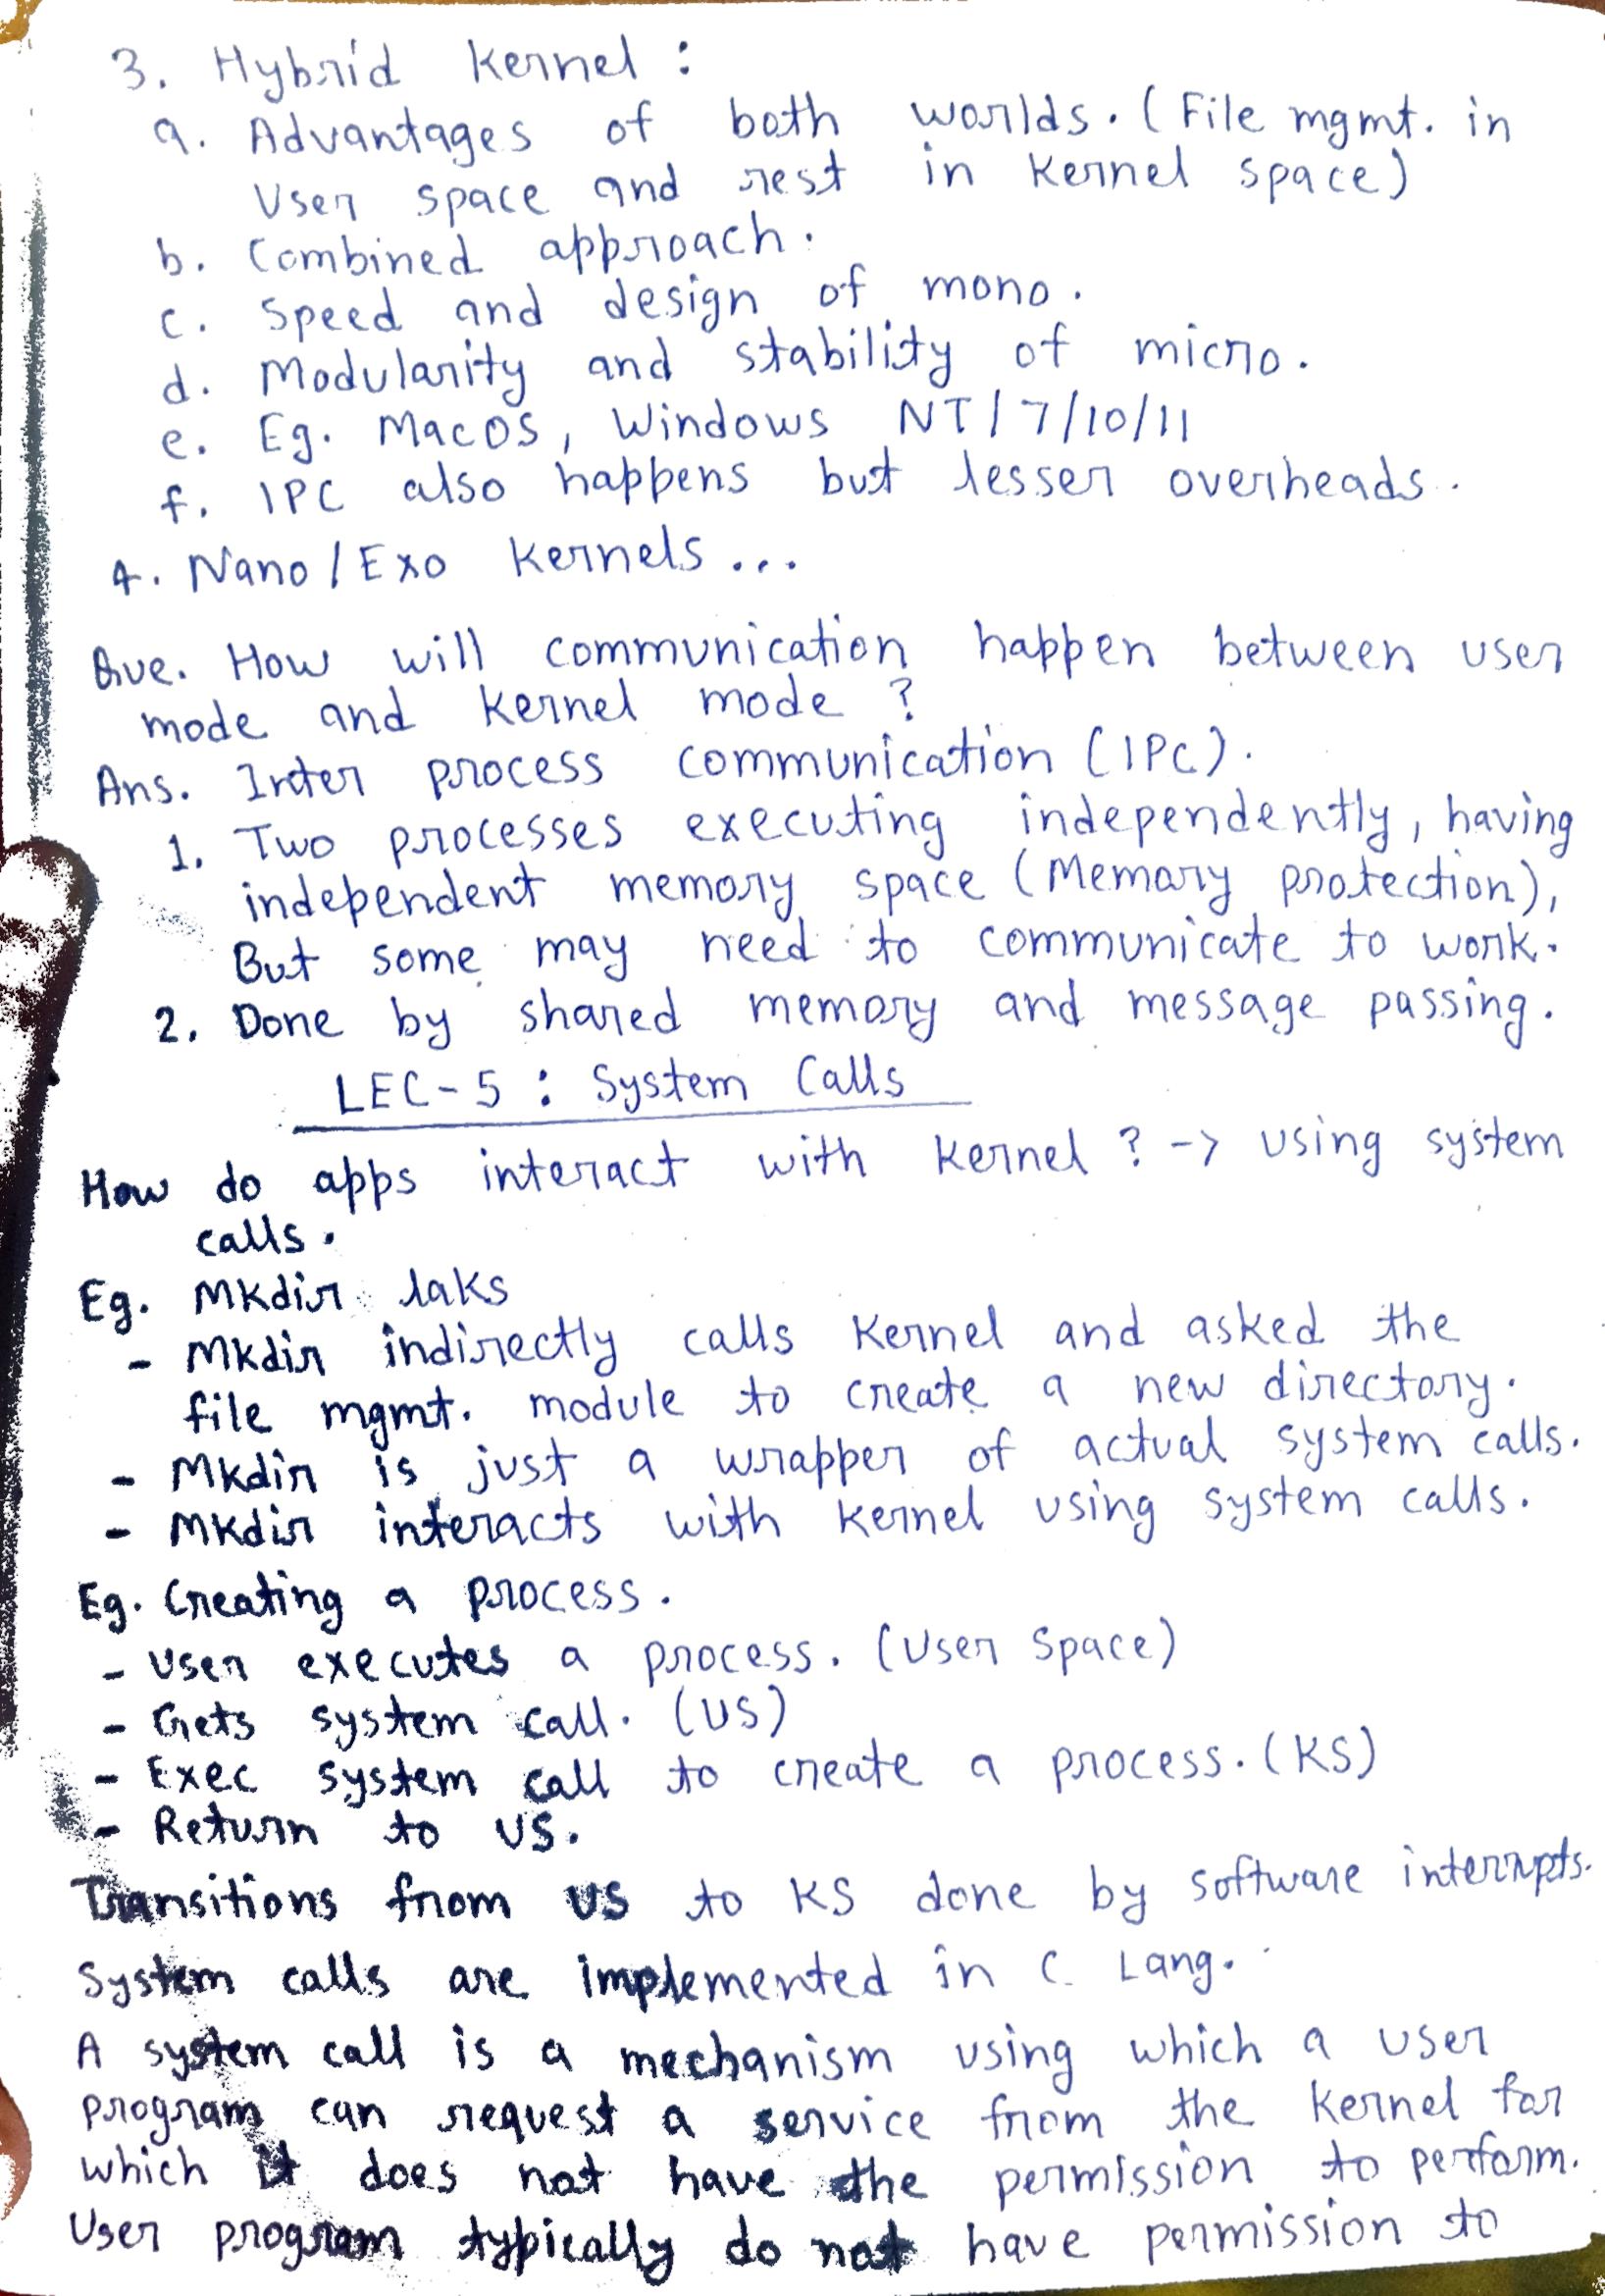 3. Hybrid Kernel :
a. Advantages of both worlds. (File mgmt. in
User space and rest in Kernel space)
b. Combined approach.
c. Speed and design of mono.
d. Modularity and stability of micro.
e. Eg. MacOS, Windows NT/7/10/11
f. IPC also happens but lesser overheads.
4. Nano/Exo Kernels...
Que. How will communication happen between user
mode and Kernel mode ?
Ans. Inter process communication (IPC).
1. Two processes executing independently, having
independent memory space (Memory protection),
But some may need to communicate to work.
2. Done by shared memory and message passing.
LEC-5 : System Calls
How do apps interact with Kernel ? -> using system
calls.
Eg. Mkdir laks
- Mkdir indirectly calls Kernel and asked the
file mgmt. module to create a new directory.
- Mkdir is just a wrapper of actual system calls.
- Mkdir interacts with Kernel using system calls.
Eg. Creating a process.
- User executes a process. (User Space)
- Gets system call. (US)
- Exec system call to create a process. (KS)
- Return to US.
Transitions from US to KS done by software interrupts.
System calls are implemented in C Lang.
A system call is a mechanism using which a user
program can request a service from the Kernel for
which it does not have the permission to perform.
User program typically do not have permission to